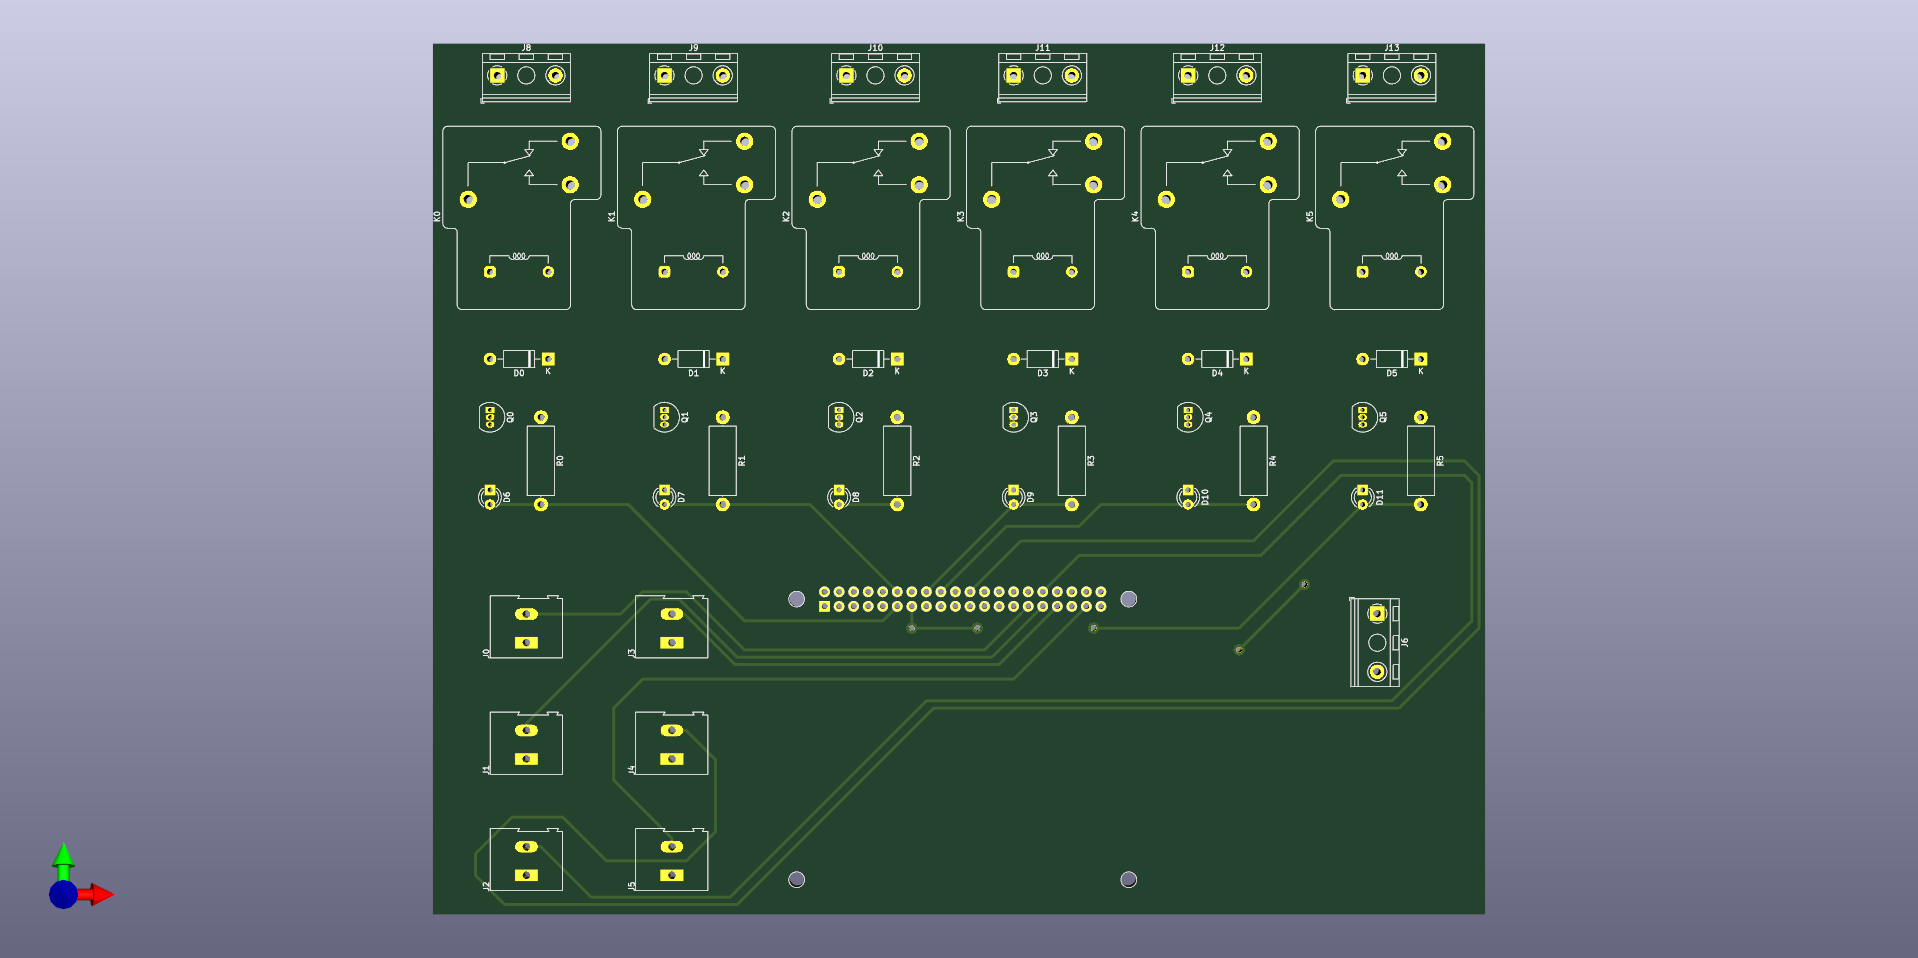 J8 J9 J10 J11 J12 J13
K0 K1 K2 K3 K4 K5
D0 K D1 K D2 K D3 K D4 K D5 K
Q0 Q1 Q2 Q3 Q4 Q5
R0 R1 R2 R3 R4 R5
D6 D7 D8 D9 D10 D11
J0 J3 J6
J1 J4
J2 J5